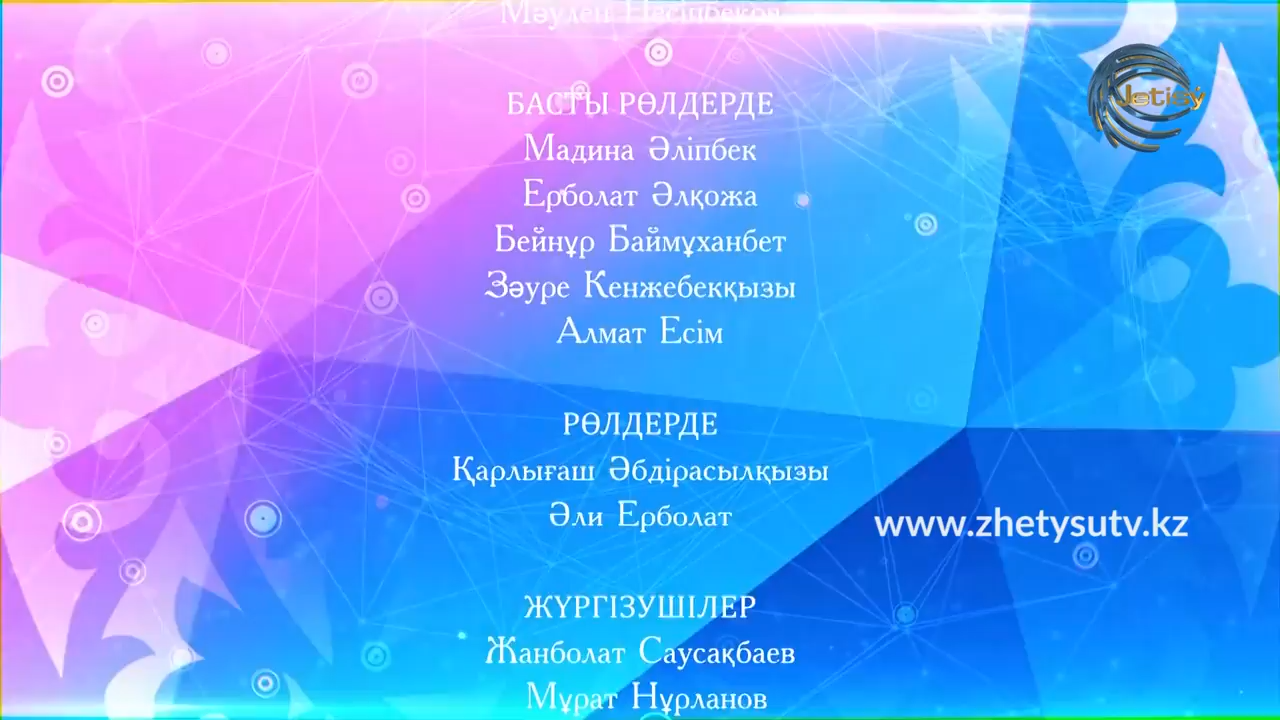 БАСТЫ РӨЛДЕРДЕ
Мадина Әліпбек
Ерболат Әлқожа
Бейнұр Баймұханбет
Зәуре Кенжебекқызы
Алмат Есім
РӨЛДЕРДЕ
Қарлығаш Әбдірасылқызы
Әли Ерболат
ЖҮРГІЗУШІЛЕР
Жанболат Саусақбаев
Мұрат Нұрланов
Jetisý
www.zhetysutv.kz